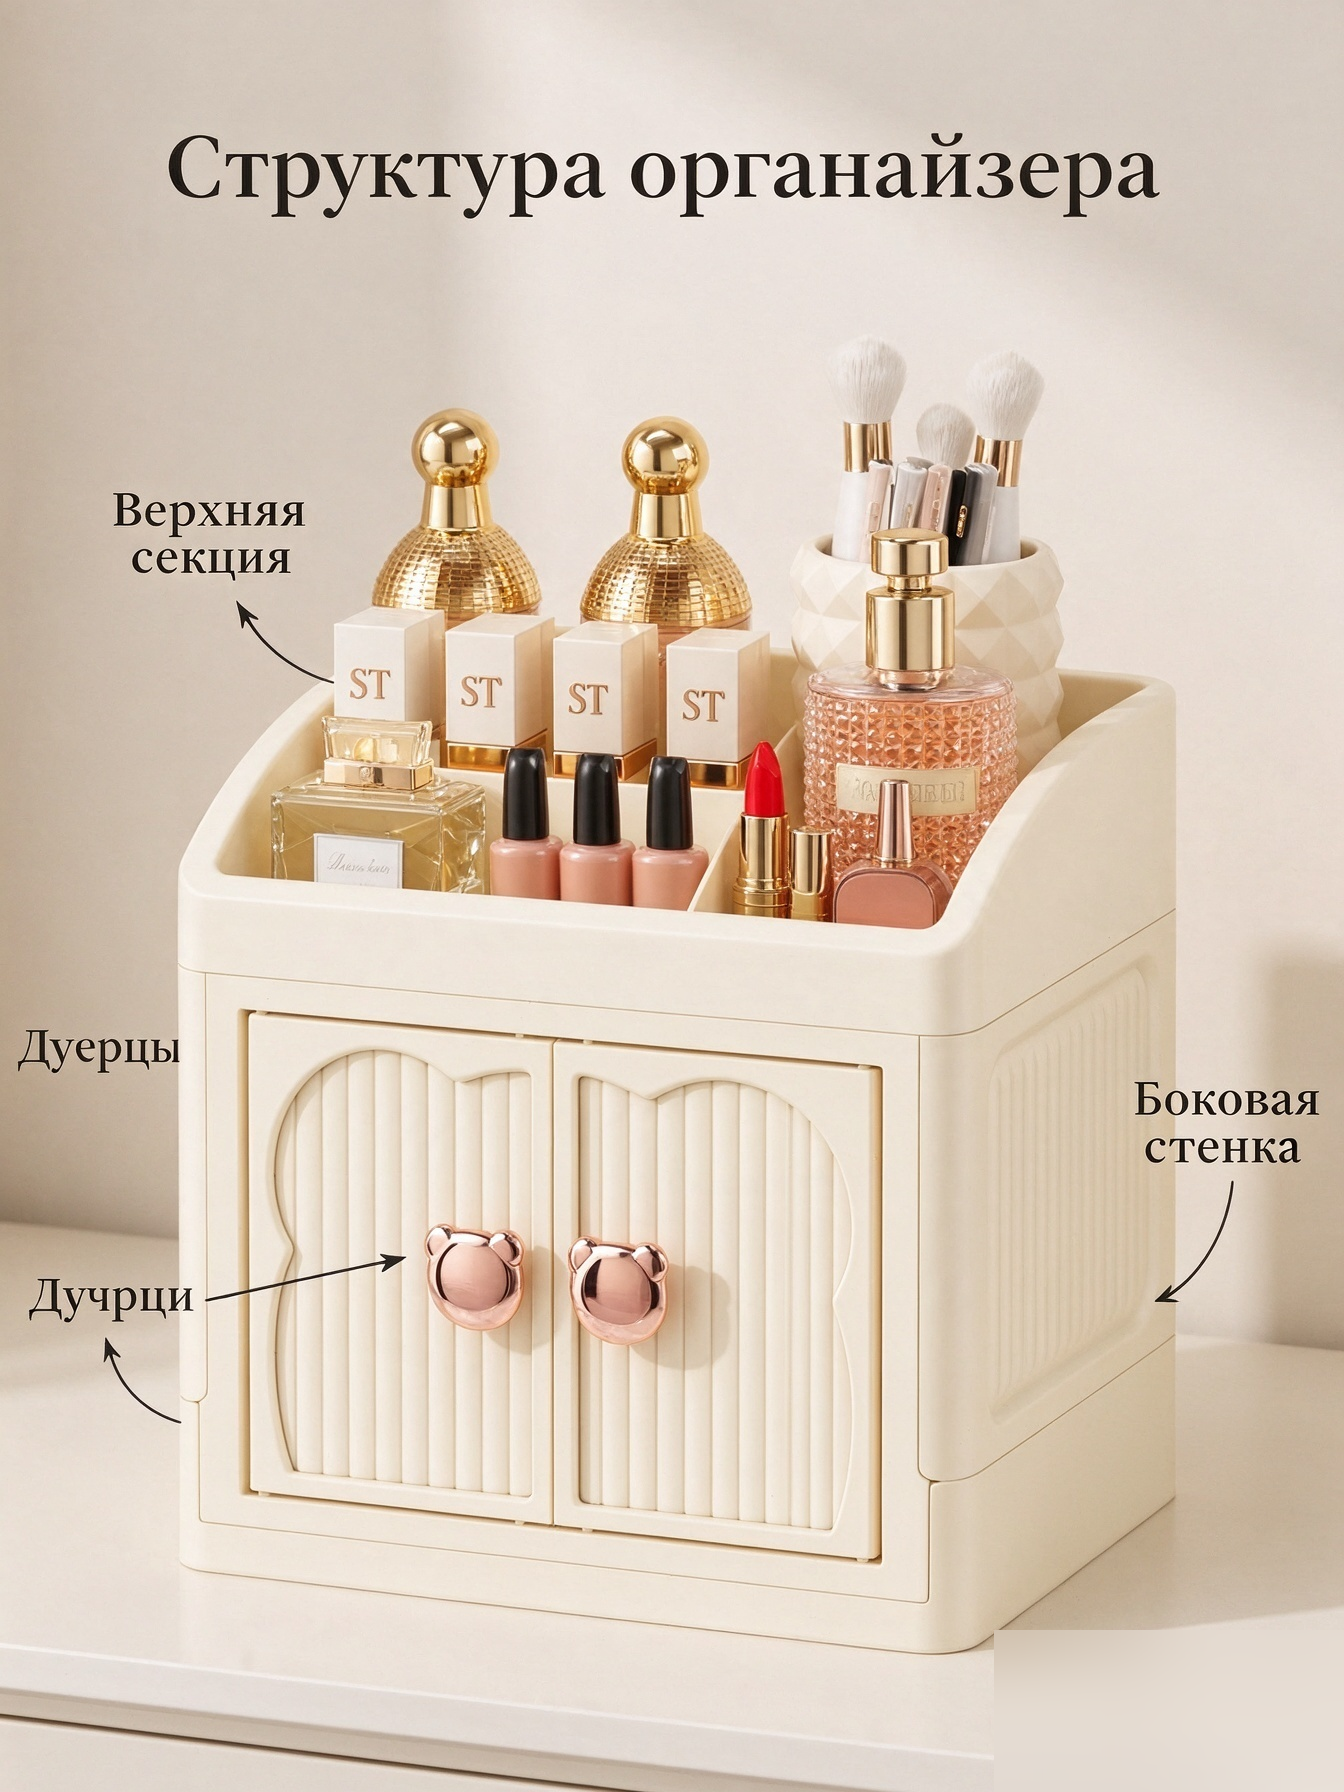 Структура органайзера
Верхняя
секция
ST
ST
ST
ST
Дуерцы
Боковая
стенка
Дучрци